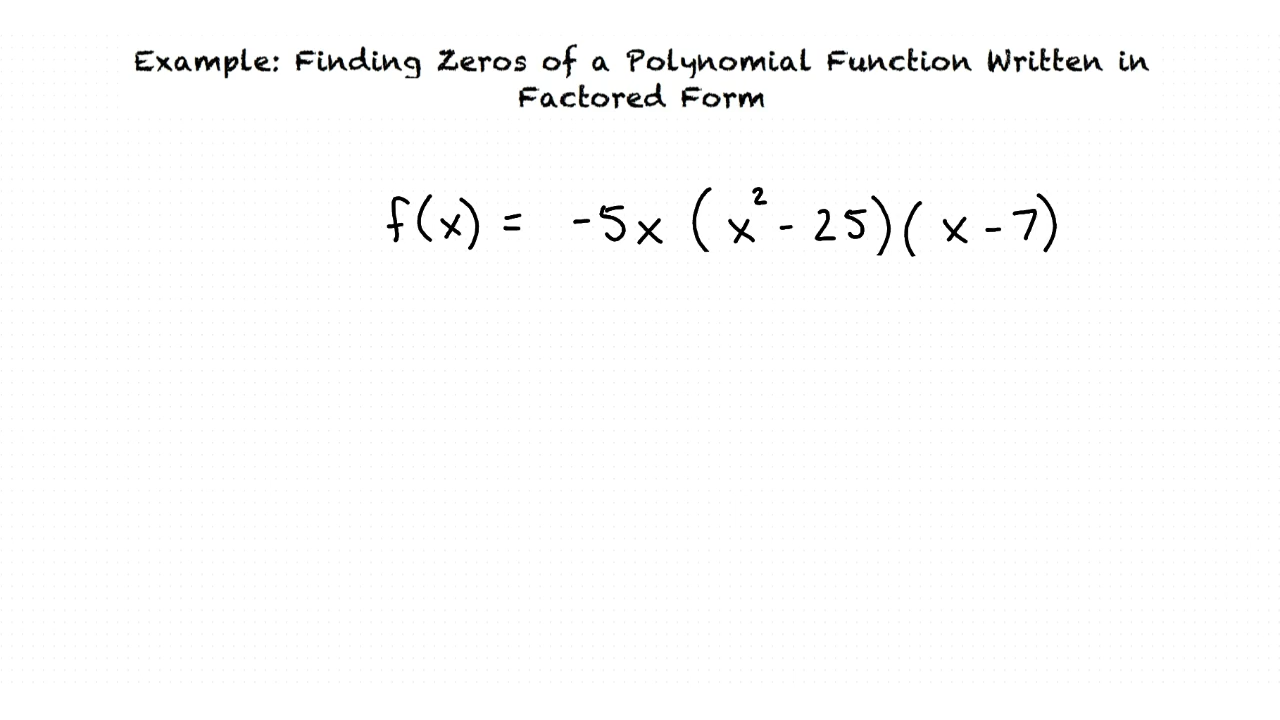 Example: Finding Zeros of a Polynomial Function Written in
Factored Form
f(x) = -5x (x² - 25)(x - 7)